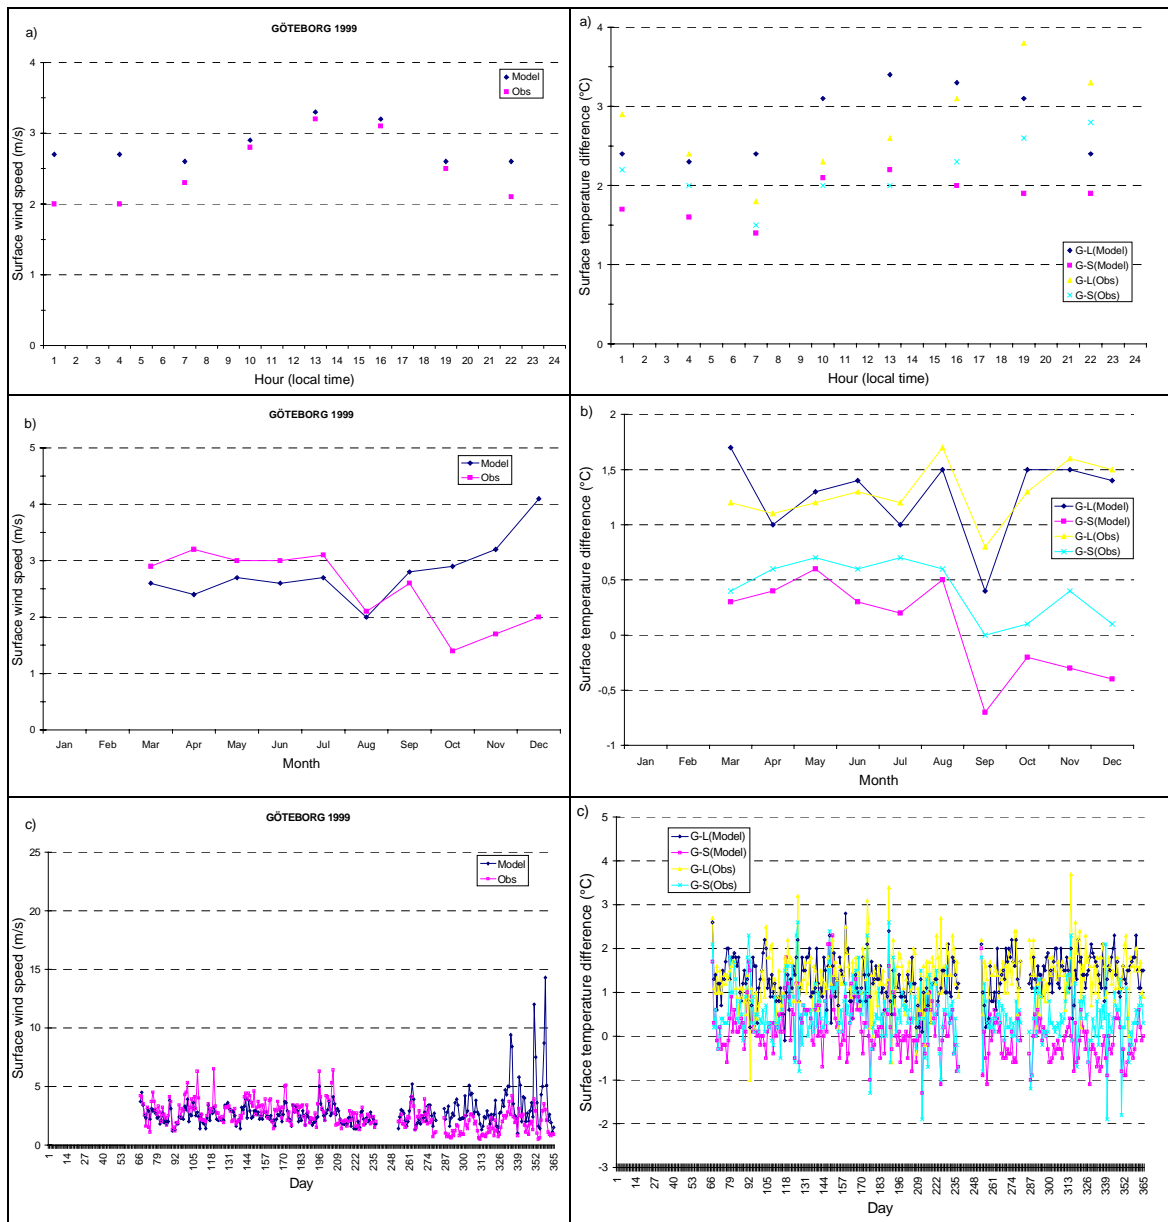 a)
GÖTEBORG 1999
Surface wind speed (m/s)
4
3
2
1
0
Model
Obs
1 2 3 4 5 6 7 8 9 10 11 12 13 14 15 16 17 18 19 20 21 22 23 24
Hour (local time)
a)
Surface temperature difference (°C)
4
3
2
1
0
G-L(Model)
G-S(Model)
G-L(Obs)
G-S(Obs)
1 2 3 4 5 6 7 8 9 10 11 12 13 14 15 16 17 18 19 20 21 22 23 24
Hour (local time)
b)
GÖTEBORG 1999
Surface wind speed (m/s)
5
4
3
2
1
0
Model
Obs
Jan Feb Mar Apr May Jun Jul Aug Sep Oct Nov Dec
Month
b)
Surface temperature difference (°C)
2
1,5
1
0,5
0
-0,5
-1
G-L(Model)
G-S(Model)
G-L(Obs)
G-S(Obs)
Jan Feb Mar Apr May Jun Jul Aug Sep Oct Nov Dec
Month
c)
GÖTEBORG 1999
Surface wind speed (m/s)
25
20
15
10
5
0
Model
Obs
1 14 27 40 53 66 79 92 105 118 131 144 157 170 183 196 209 222 235 248 261 274 287 300 313 326 339 352 365
Day
c)
Surface temperature difference (°C)
5
4
3
2
1
0
-1
-2
-3
G-L(Model)
G-S(Model)
G-L(Obs)
G-S(Obs)
1 14 27 40 53 66 79 92 105 118 131 144 157 170 183 196 209 222 235 248 261 274 287 300 313 326 339 352 365
Day